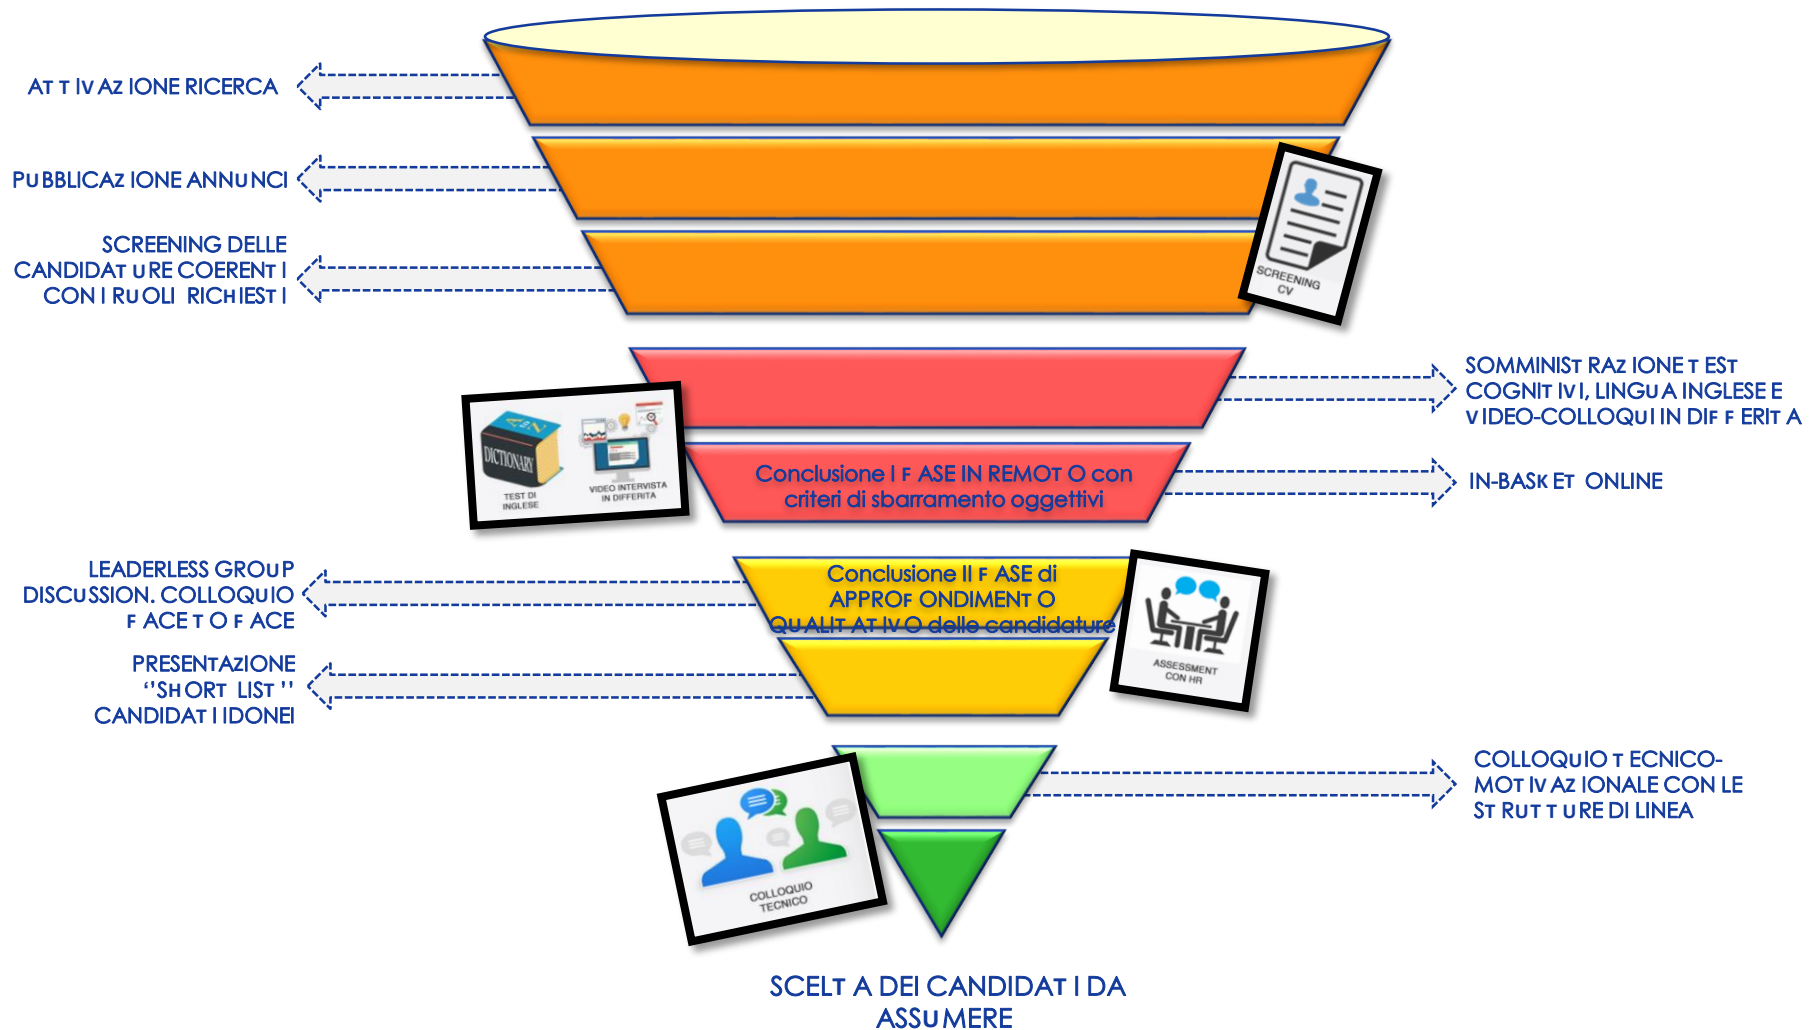 ATTIVAZIONE RICERCA
PUBBLICAZIONE ANNUNCI
SCREENING DELLE
CANDIDATURE COERENTI
CON I RUOLI RICHIESTI
SCREENING
CV
SOMMINISTRAZIONE TEST
COGNITIVI, LINGUA INGLESE E
VIDEO-COLLOQUI IN DIFFERITA
A
Z
DICTIONARY
TEST DI
INGLESE
VIDEO INTERVISTA
IN DIFFERITA
Conclusione I FASE IN REMOTO con
criteri di sbarramento oggettivi
IN-BASKET ONLINE
LEADERLESS GROUP
DISCUSSION. COLLOQUIO
FACE TO FACE
Conclusione II FASE di
APPROFONDIMENTO
QUALITATIVO delle candidature
ASSESSMENT
CON HR
PRESENTAZIONE
‘’SHORT LIST’’
CANDIDATI IDONEI
COLLOQUIO TECNICO-
MOTIVAZIONALE CON LE
STRUTTURE DI LINEA
COLLOQUIO
TECNICO
SCELTA DEI CANDIDATI DA
ASSUMERE